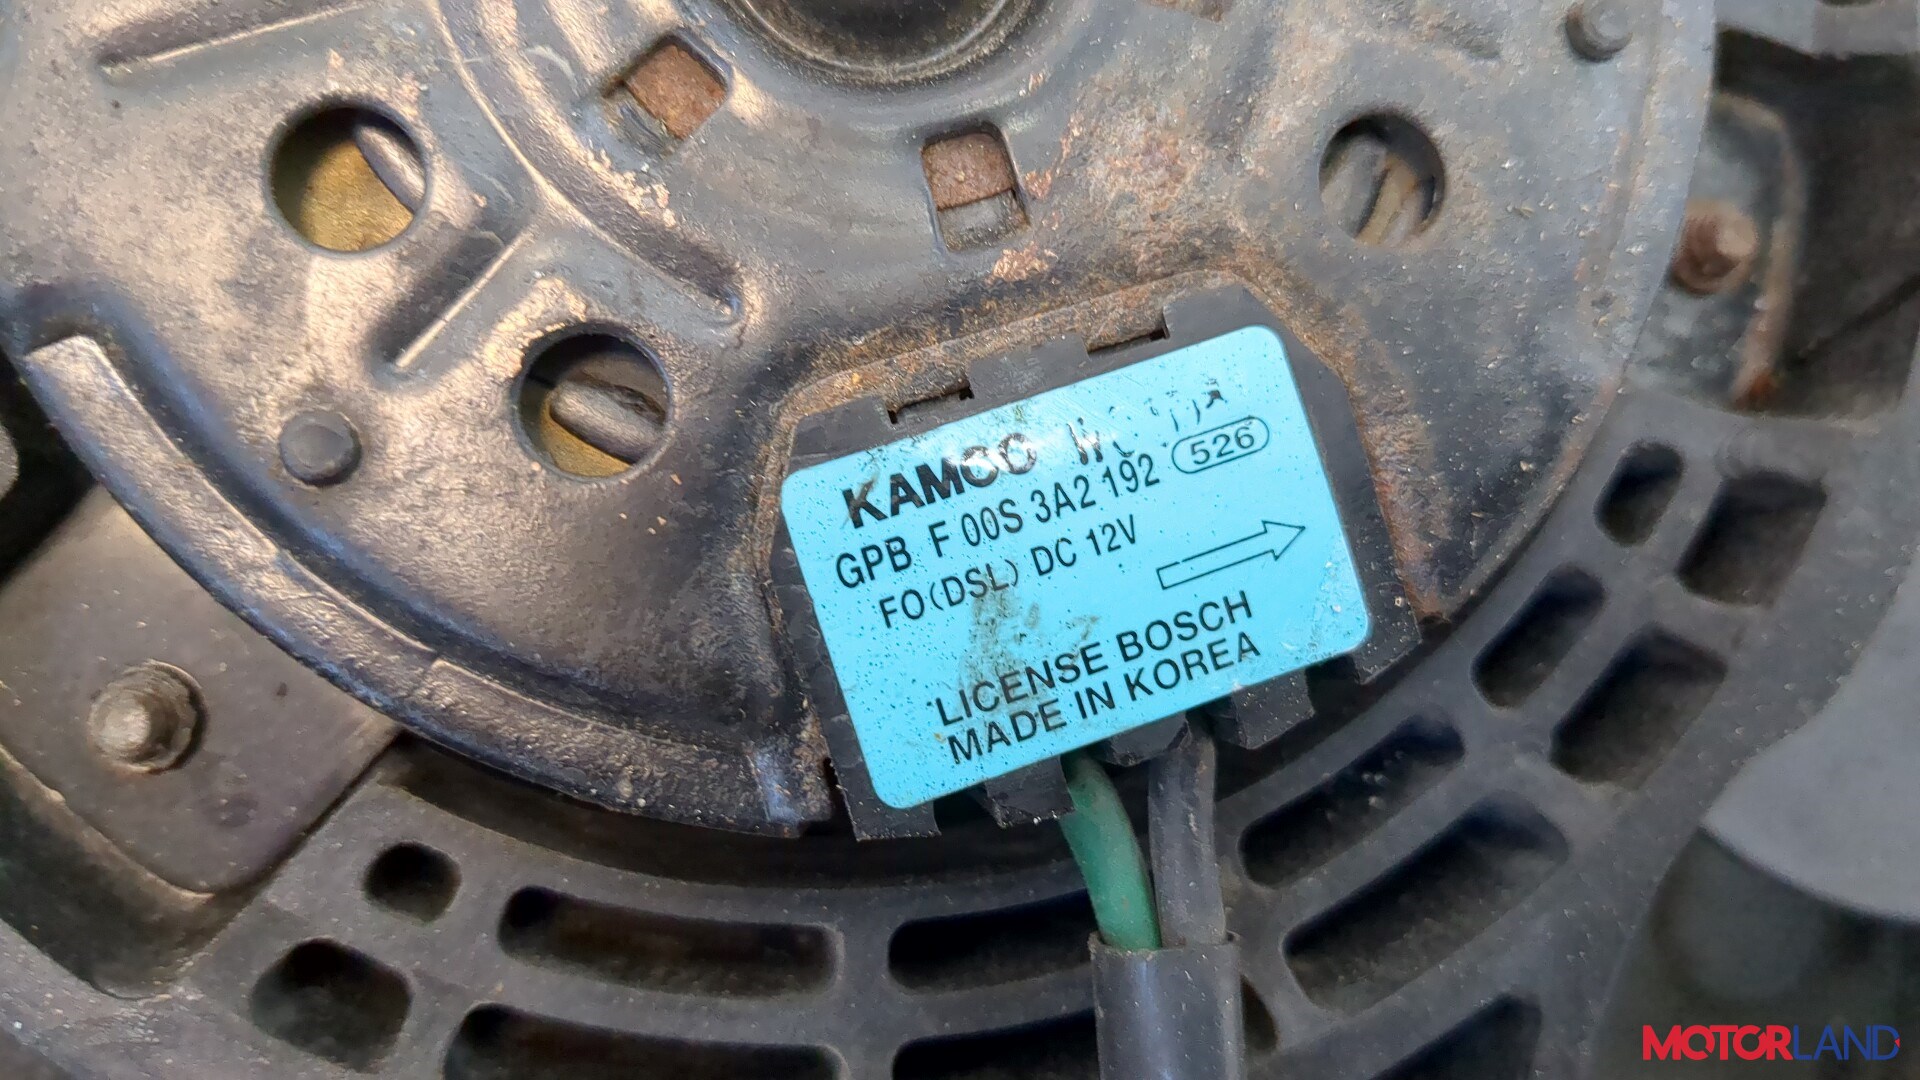 KAMCO
GPB F 00S 3A2 192 526
FO(DSL) DC 12V
LICENSE BOSCH
MADE IN KOREA
MOTORLAND